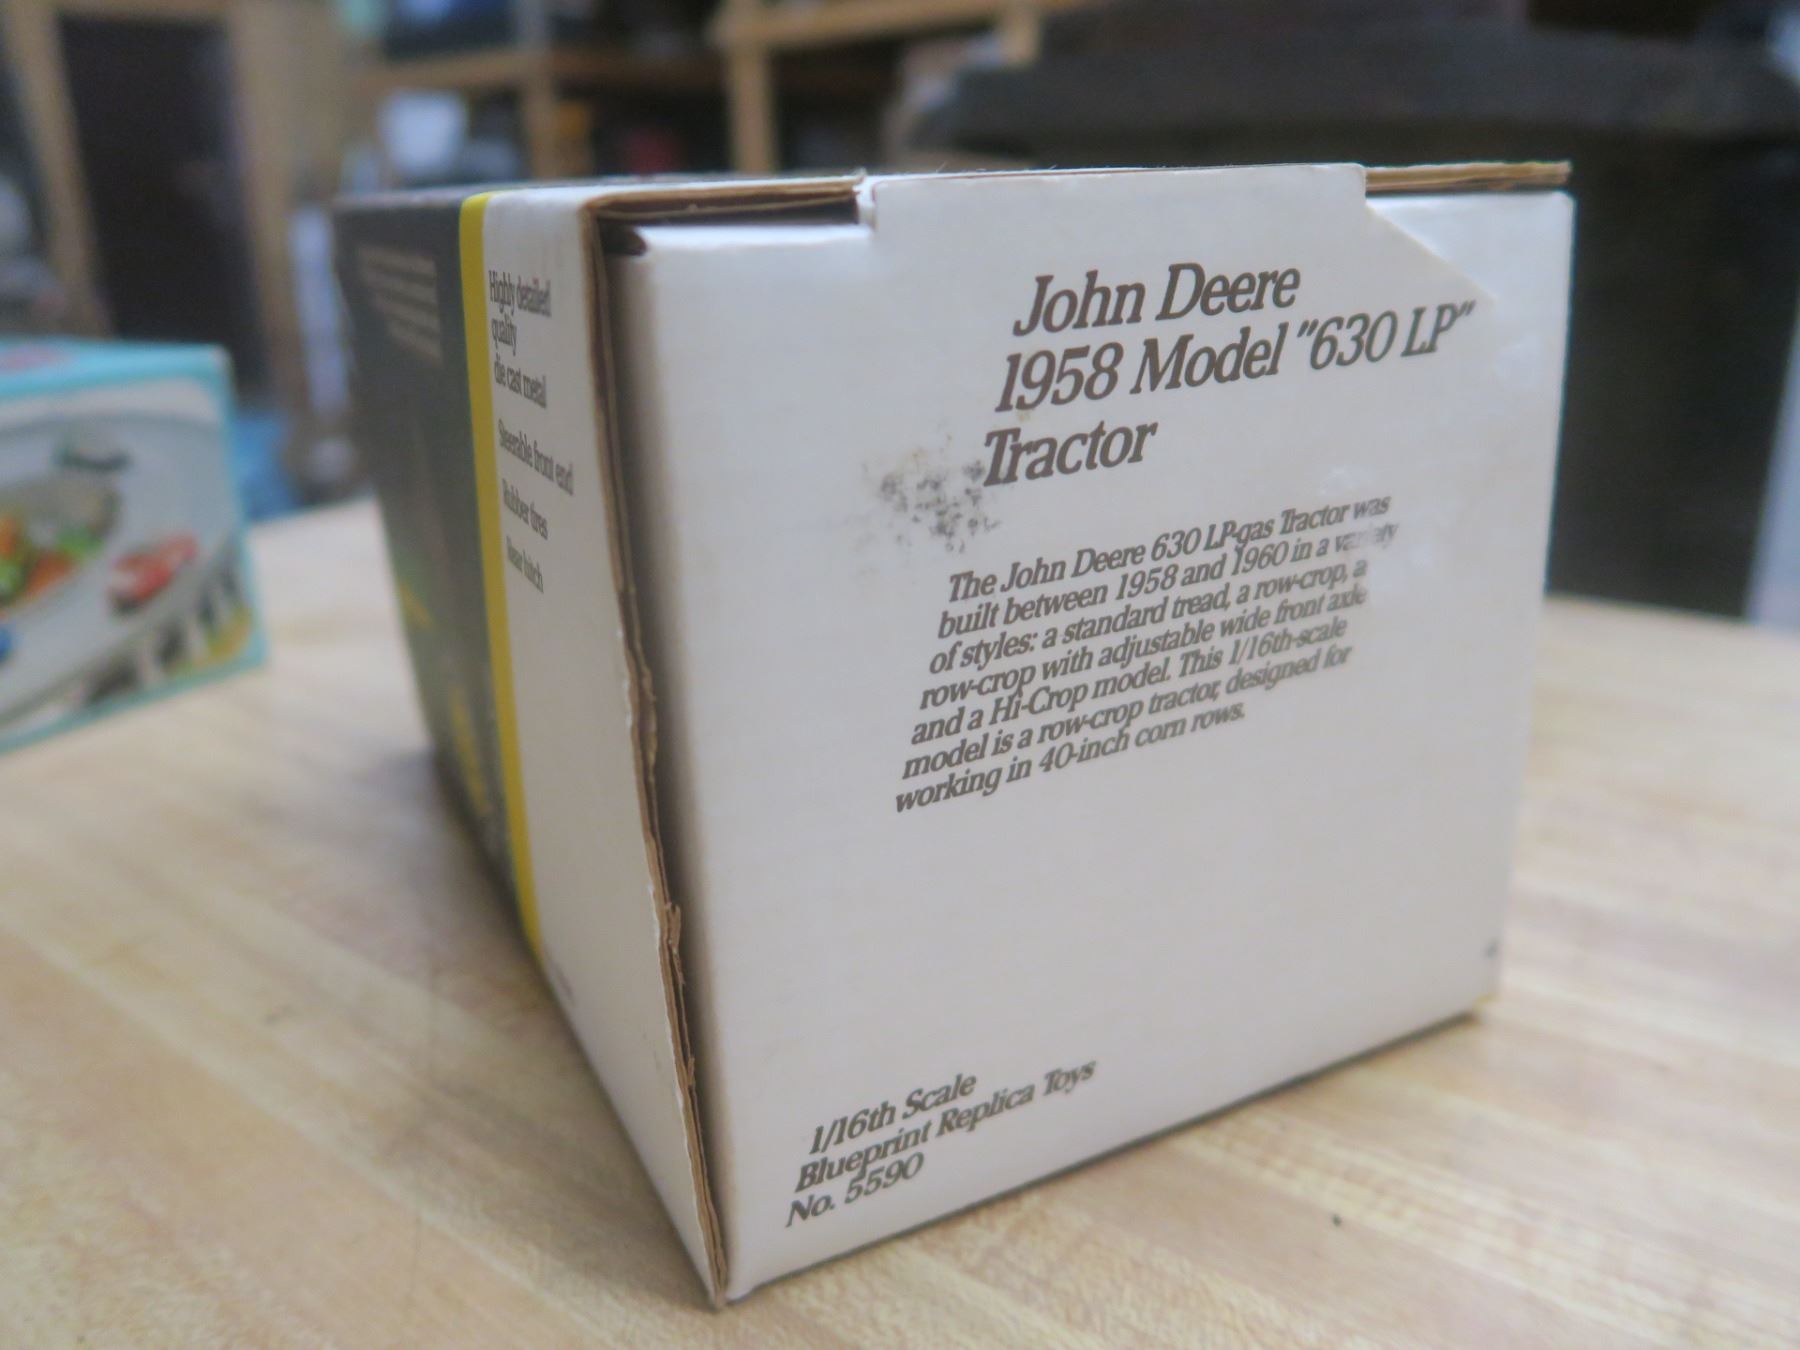 Highly detailed
quality
die cast metal
Steerable front end
Rubber tires
Rear hitch
John Deere
1958 Model "630 LP"
Tractor
The John Deere 630 LP-gas Tractor was
built between 1958 and 1960 in a variety
of styles: a standard tread, a row-crop, a
row-crop with adjustable wide front axle
and a Hi-Crop model. This 1/16th-scale
model is a row-crop tractor, designed for
working in 40-inch corn rows.
1/16th Scale
Blueprint Replica Toys
No. 5590